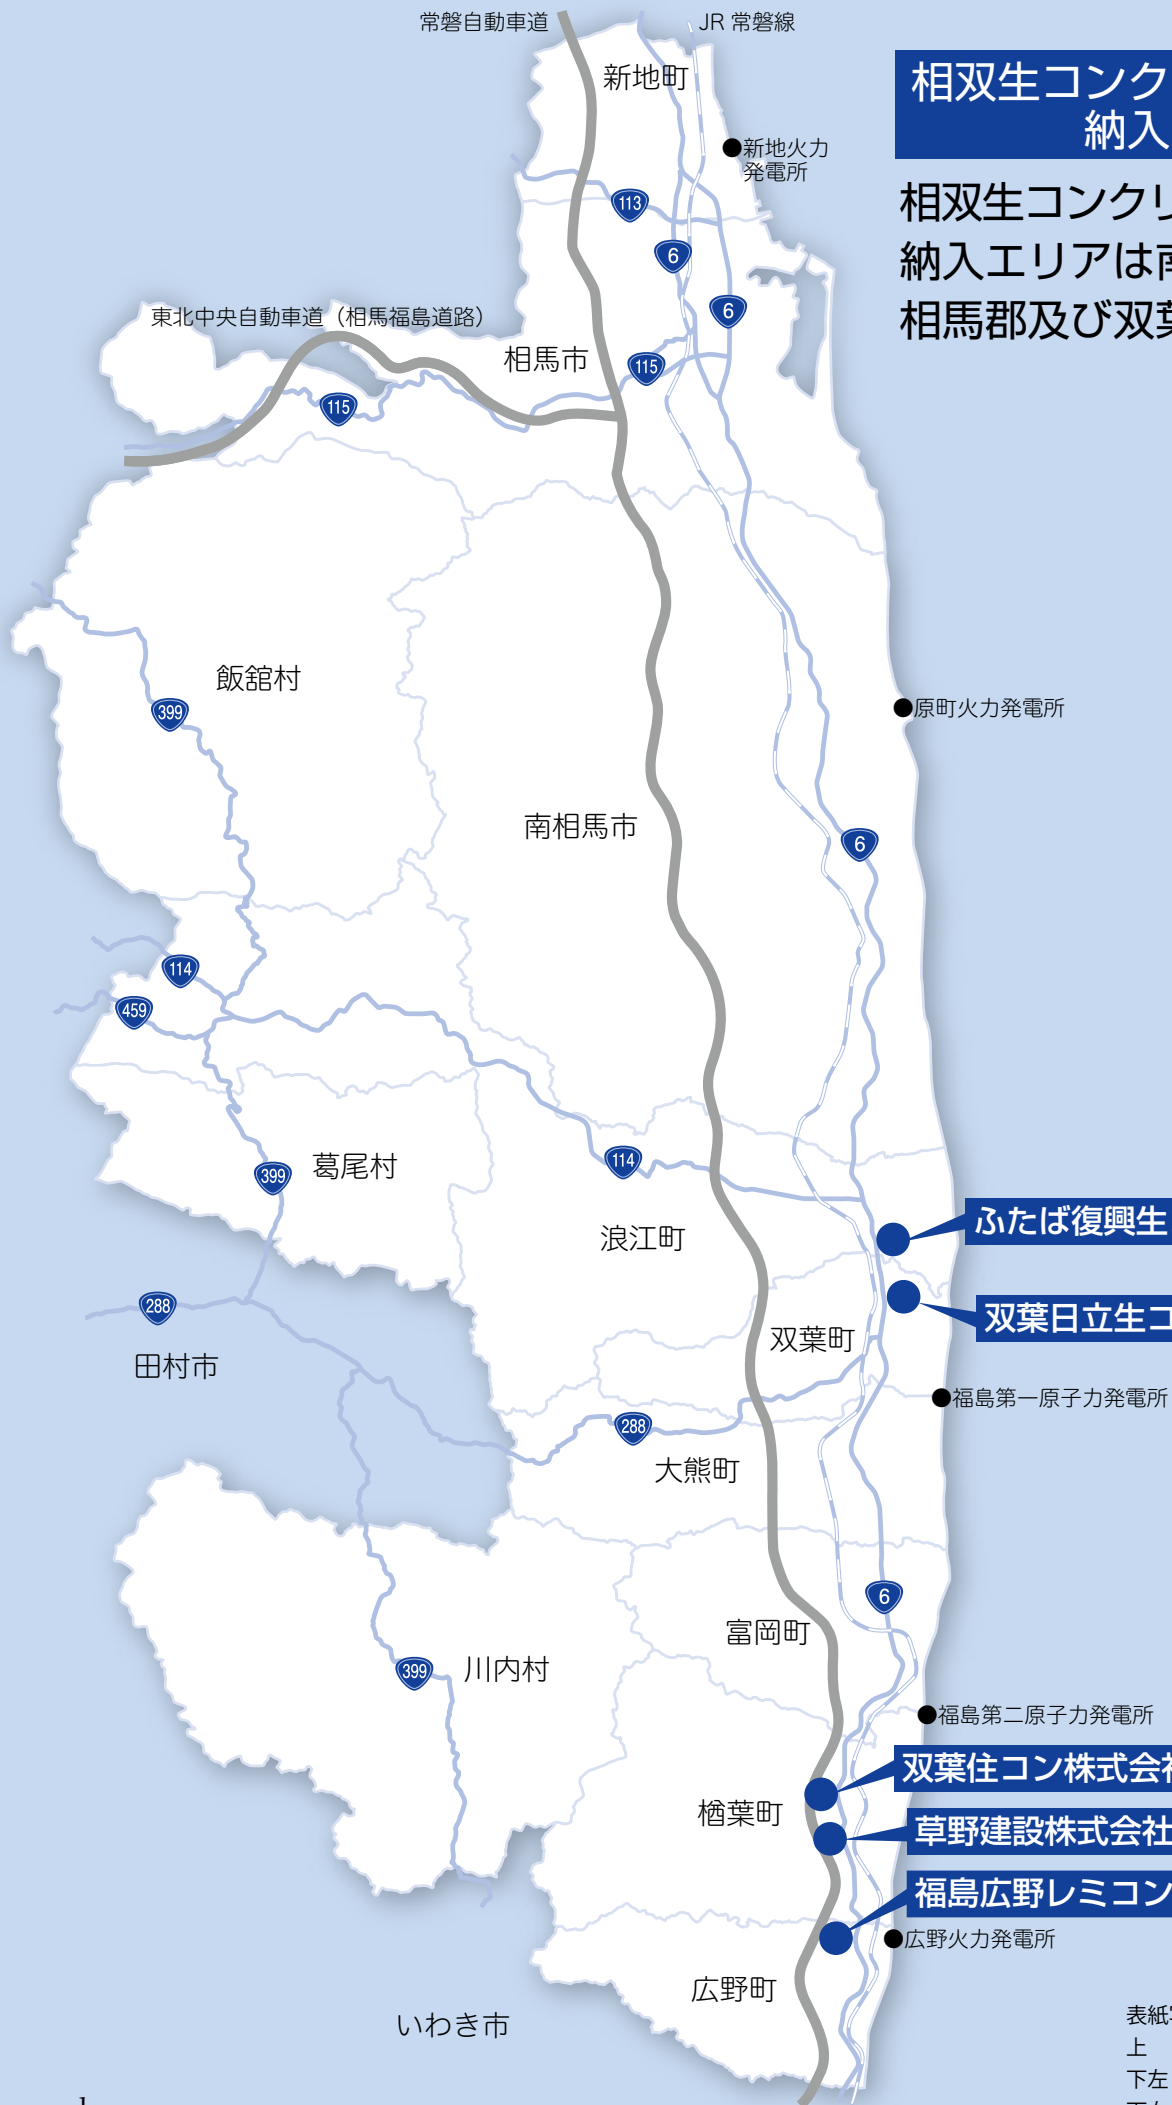 常磐自動車道
JR 常磐線
新地町
相双生コンク
納入
新地火力
発電所
相双生コンクリ
113
納入エリアは南
6
6
相馬郡及び双葉
東北中央自動車道（相馬福島道路）
相馬市
115
115
飯舘村
399
原町火力発電所
南相馬市
6
114
459
葛尾村
399
114
ふたば復興生
浪江町
288
双葉日立生コ
双葉町
田村市
福島第一原子力発電所
288
大熊町
6
富岡町
川内村
399
福島第二原子力発電所
双葉住コン株式会社
楢葉町
草野建設株式会社
福島広野レミコン
広野火力発電所
広野町
いわき市
表紙
上
下左